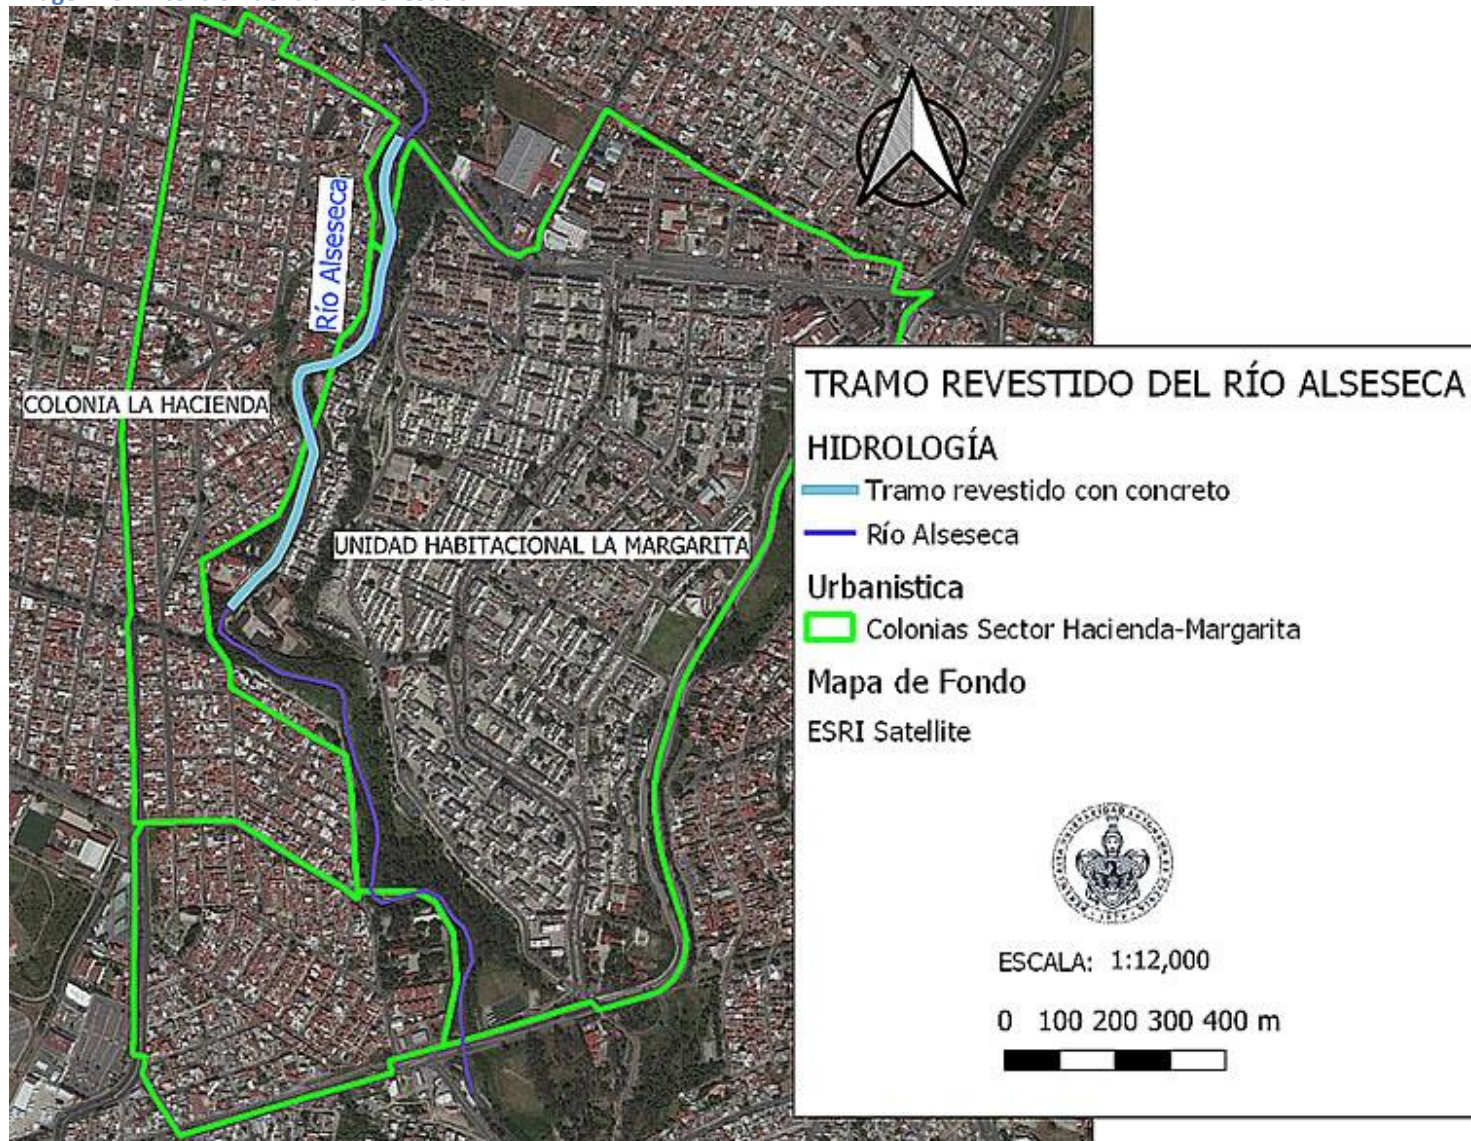 Río Alseseca
COLONIA LA HACIENDA
UNIDAD HABITACIONAL LA MARGARITA
TRAMO REVESTIDO DEL RÍO ALSESECA
HIDROLOGÍA
Tramo revestido con concreto
Río Alseseca
Urbanistica
Colonias Sector Hacienda-Margarita
Mapa de Fondo
ESRI Satellite
ESCALA: 1:12,000
0 100 200 300 400 m